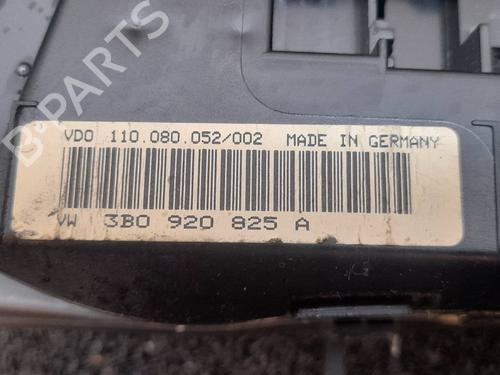 VDO 110.080.052/002 MADE IN GERMANY
VW 3B0 920 825 A
B-PARTS